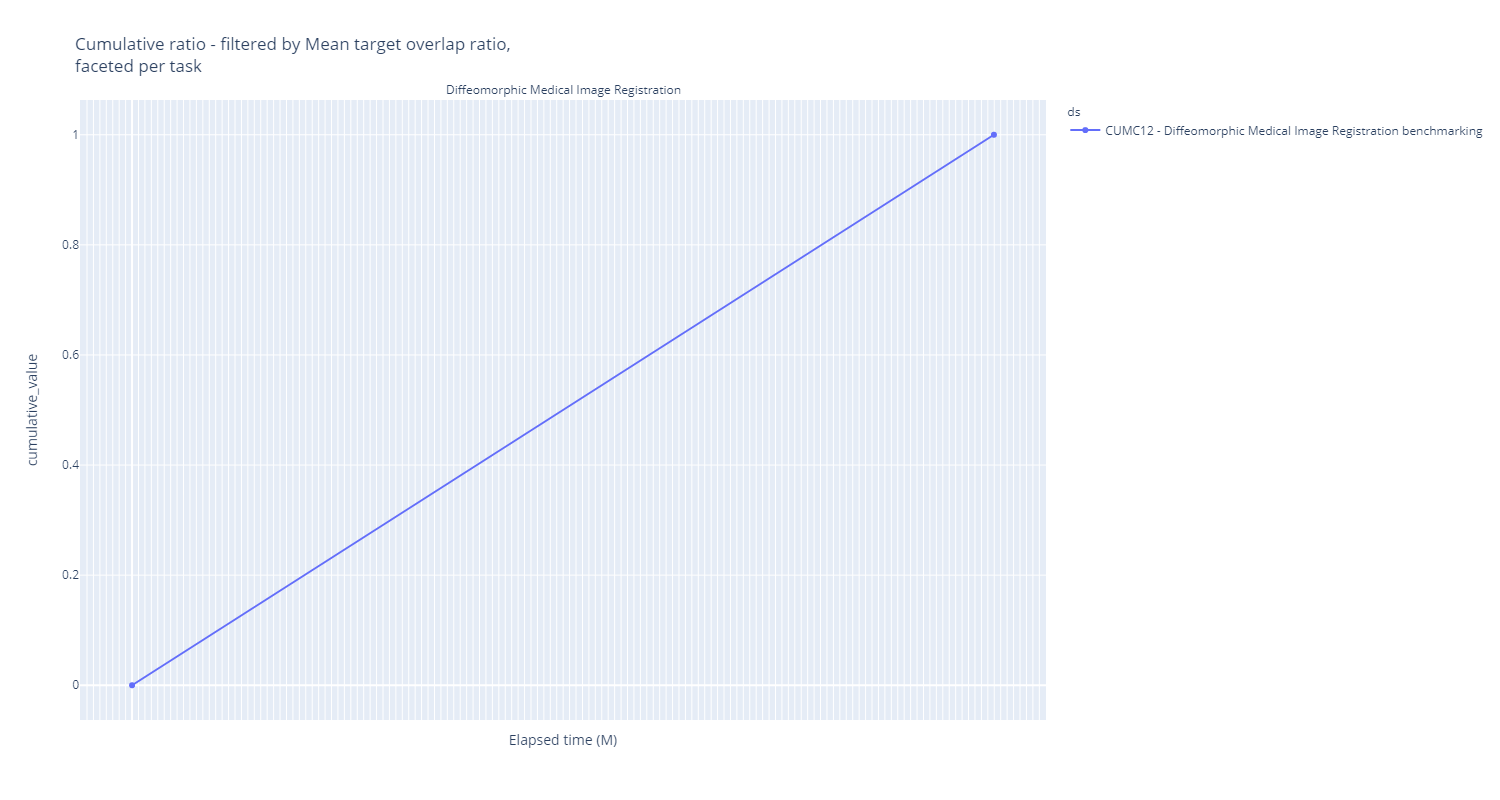 Cumulative ratio - filtered by Mean target overlap ratio,
faceted per task
Diffeomorphic Medical Image Registration
ds
CUMC12 - Diffeomorphic Medical Image Registration benchmarking
1
0.8
0.6
0.4
0.2
0
cumulative_value
Elapsed time (M)